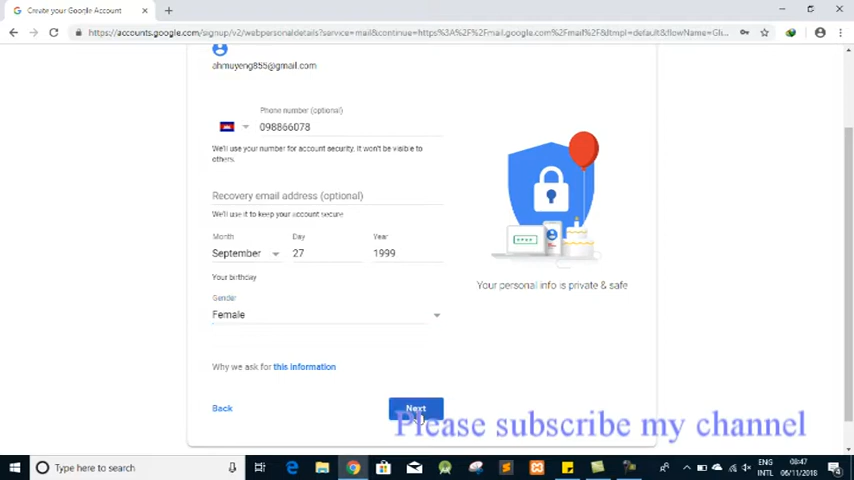 Create your Google Account
https://accounts.google.com/signup/v2/webpersonaldetails?service=mail&continue=https%3A%2F%2Fmail.google.com%2Fmail%2F&ltmpl=default&flowName=Gli...
ahmuyeng855@gmail.com
Phone number (optional)
098866078
We'll use your number for account security. It won't be visible to
others.
Recovery email address (optional)
We'll use it to keep your account secure
Month Day Year
September 27 1999
Your birthday
Gender
Female
Your personal info is private & safe
Why we ask for this information
Back Next
Please subscribe my channel
Type here to search
ENG
INTL
08:47
06/11/2018
4